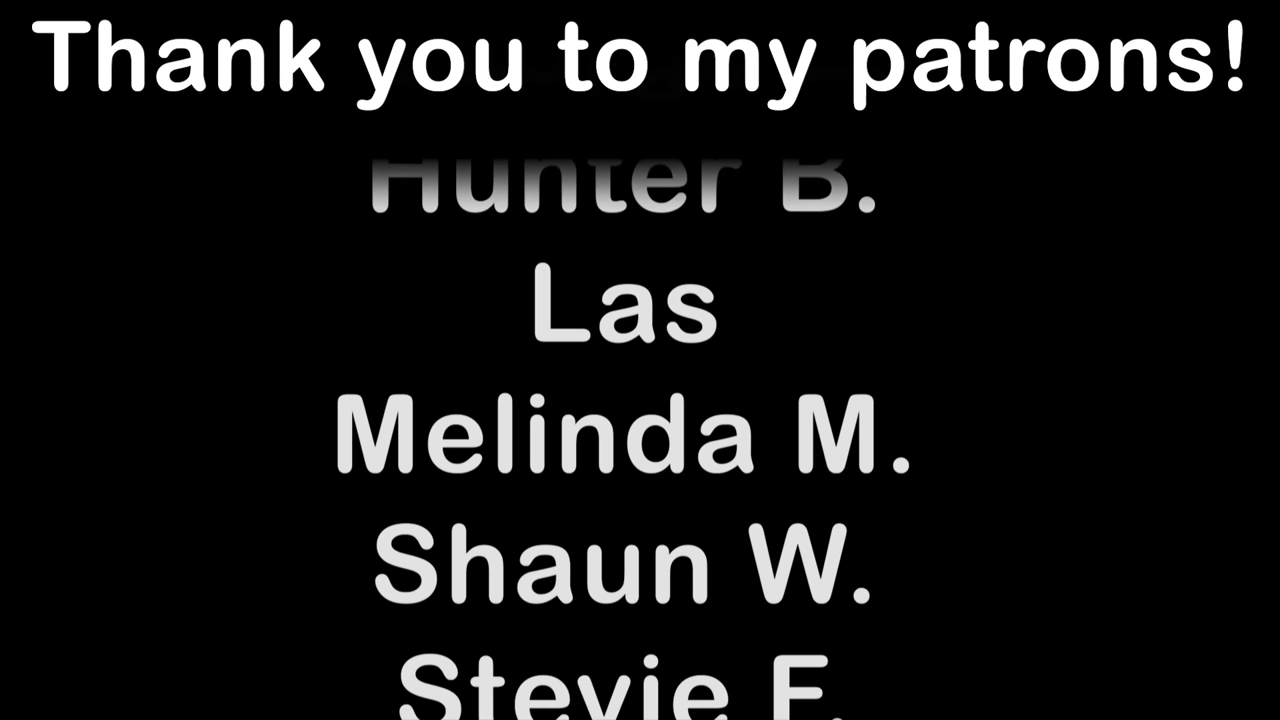 Thank you to my patrons!
Hunter B.
Las
Melinda M.
Shaun W.
Stevie